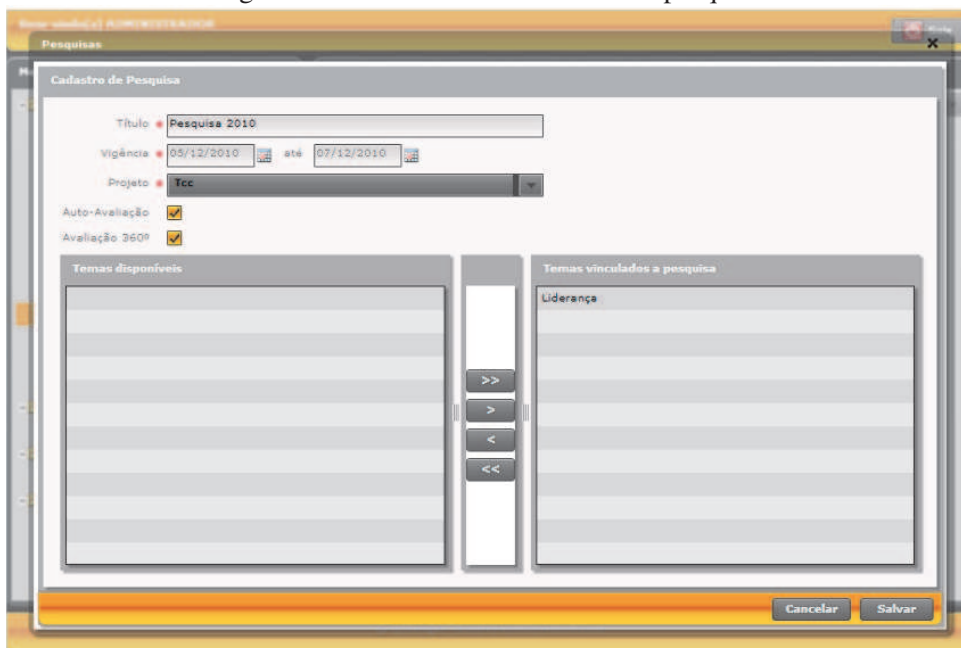 ADMINISTRADOR
Pesquisas
×
Cadastro de Pesquisa
Título * Pesquisa 2010
Vigência * 05/12/2010 até 07/12/2010
Projeto * Tcc
Auto-Avaliação
Avaliação 360º
Temas disponíveis
Temas vinculados a pesquisa
Liderança
>>
>
<
<<
Cancelar Salvar